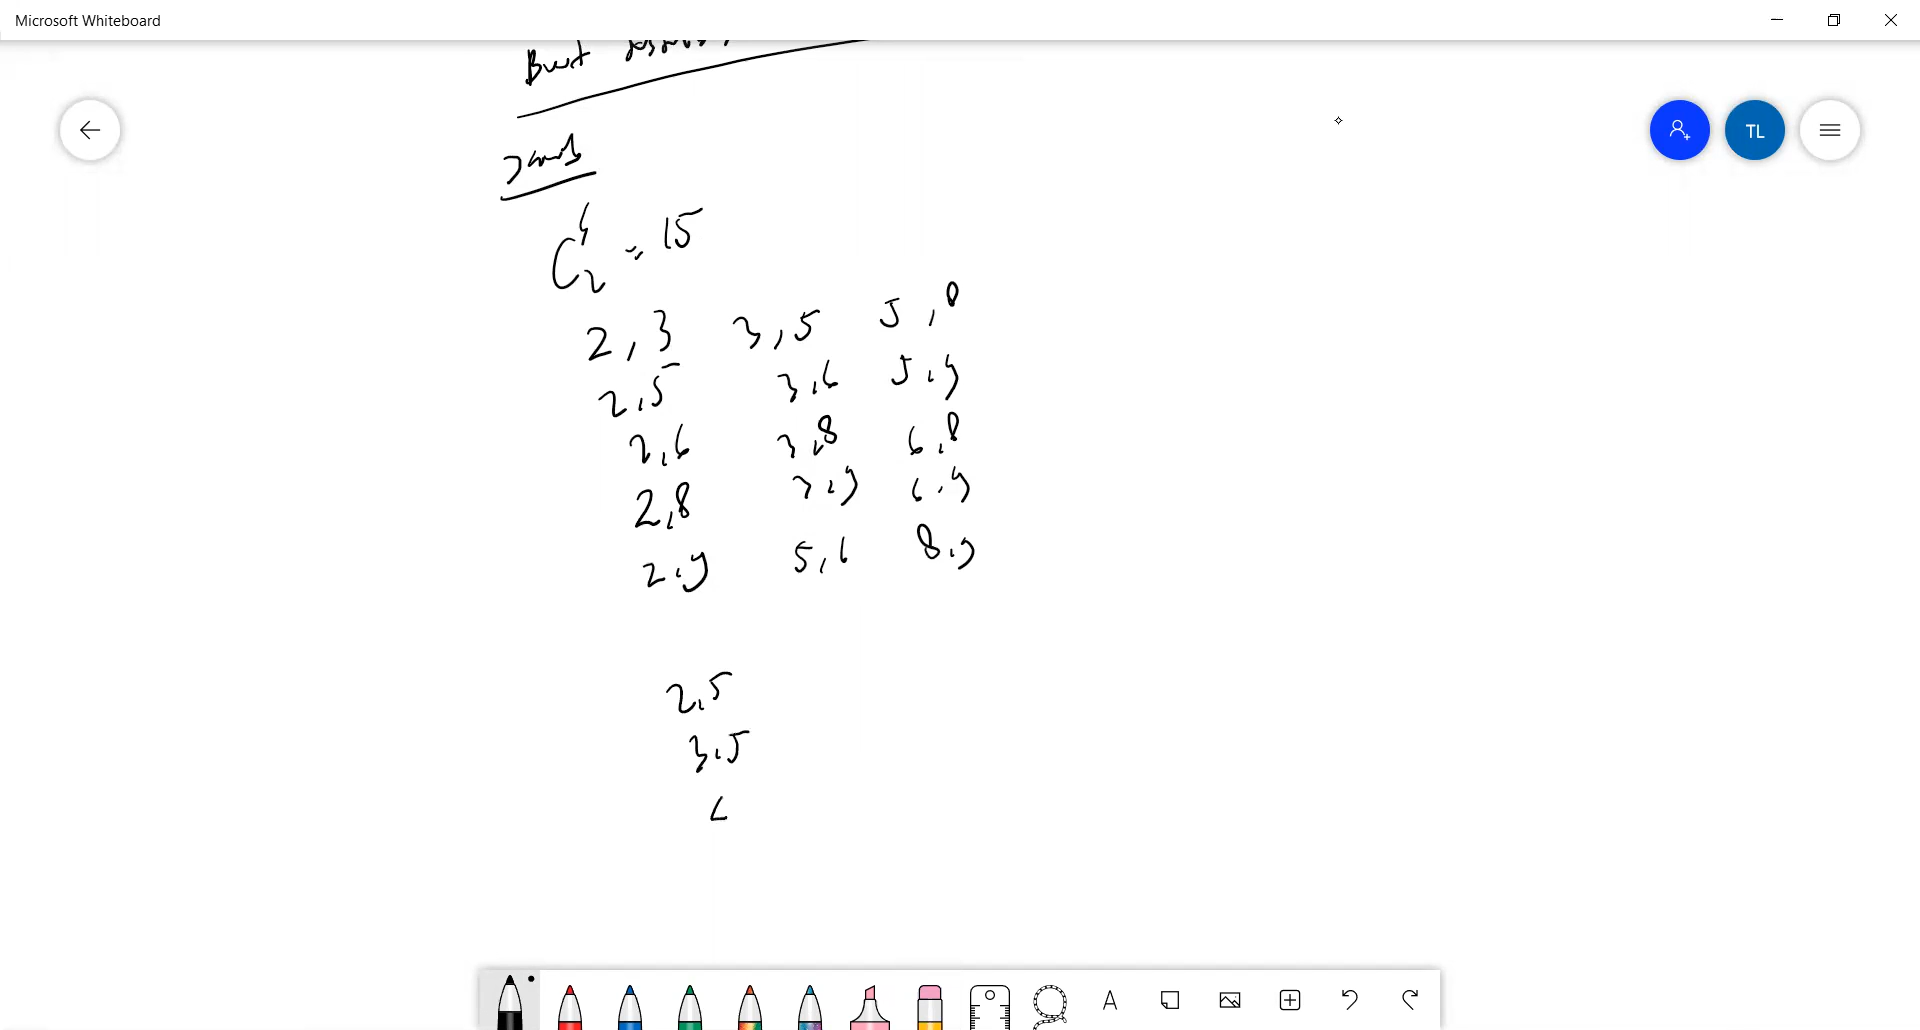 Microsoft Whiteboard
TL
C 6 2 = 15
2,3 3,5 5,8
2,5 3,6 5,9
2,6 3,8 6,8
2,8 3,9 6,9
2,9 5,6 8,9
2,5
3,5
A